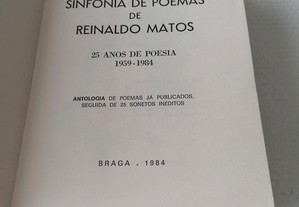 SINFONIA DE POEMAS
DE
REINALDO MATOS
25 ANOS DE POESIA
1959-1984
ANTOLOGIA DE POEMAS JÁ PUBLICADOS,
SEGUIDA DE 25 SONETOS INÉDITOS
BRAGA . 1984